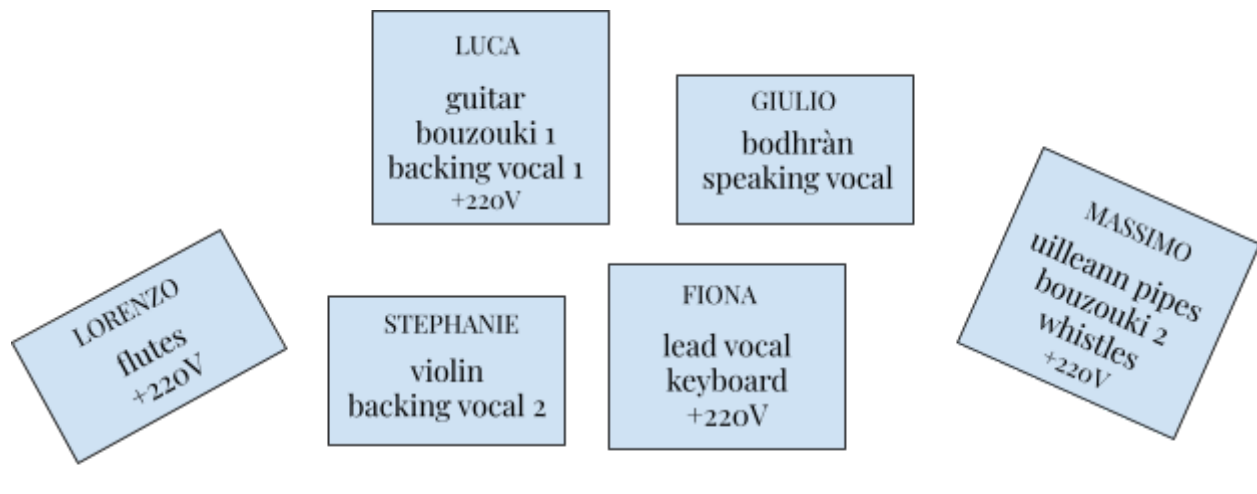 LUCA
guitar
bouzouki 1
backing vocal 1
+220V
GIULIO
bodhràn
speaking vocal
MASSIMO
uilleann pipes
bouzouki 2
whistles
+220V
LORENZO
flutes
+220V
STEPHANIE
violin
backing vocal 2
FIONA
lead vocal
keyboard
+220V